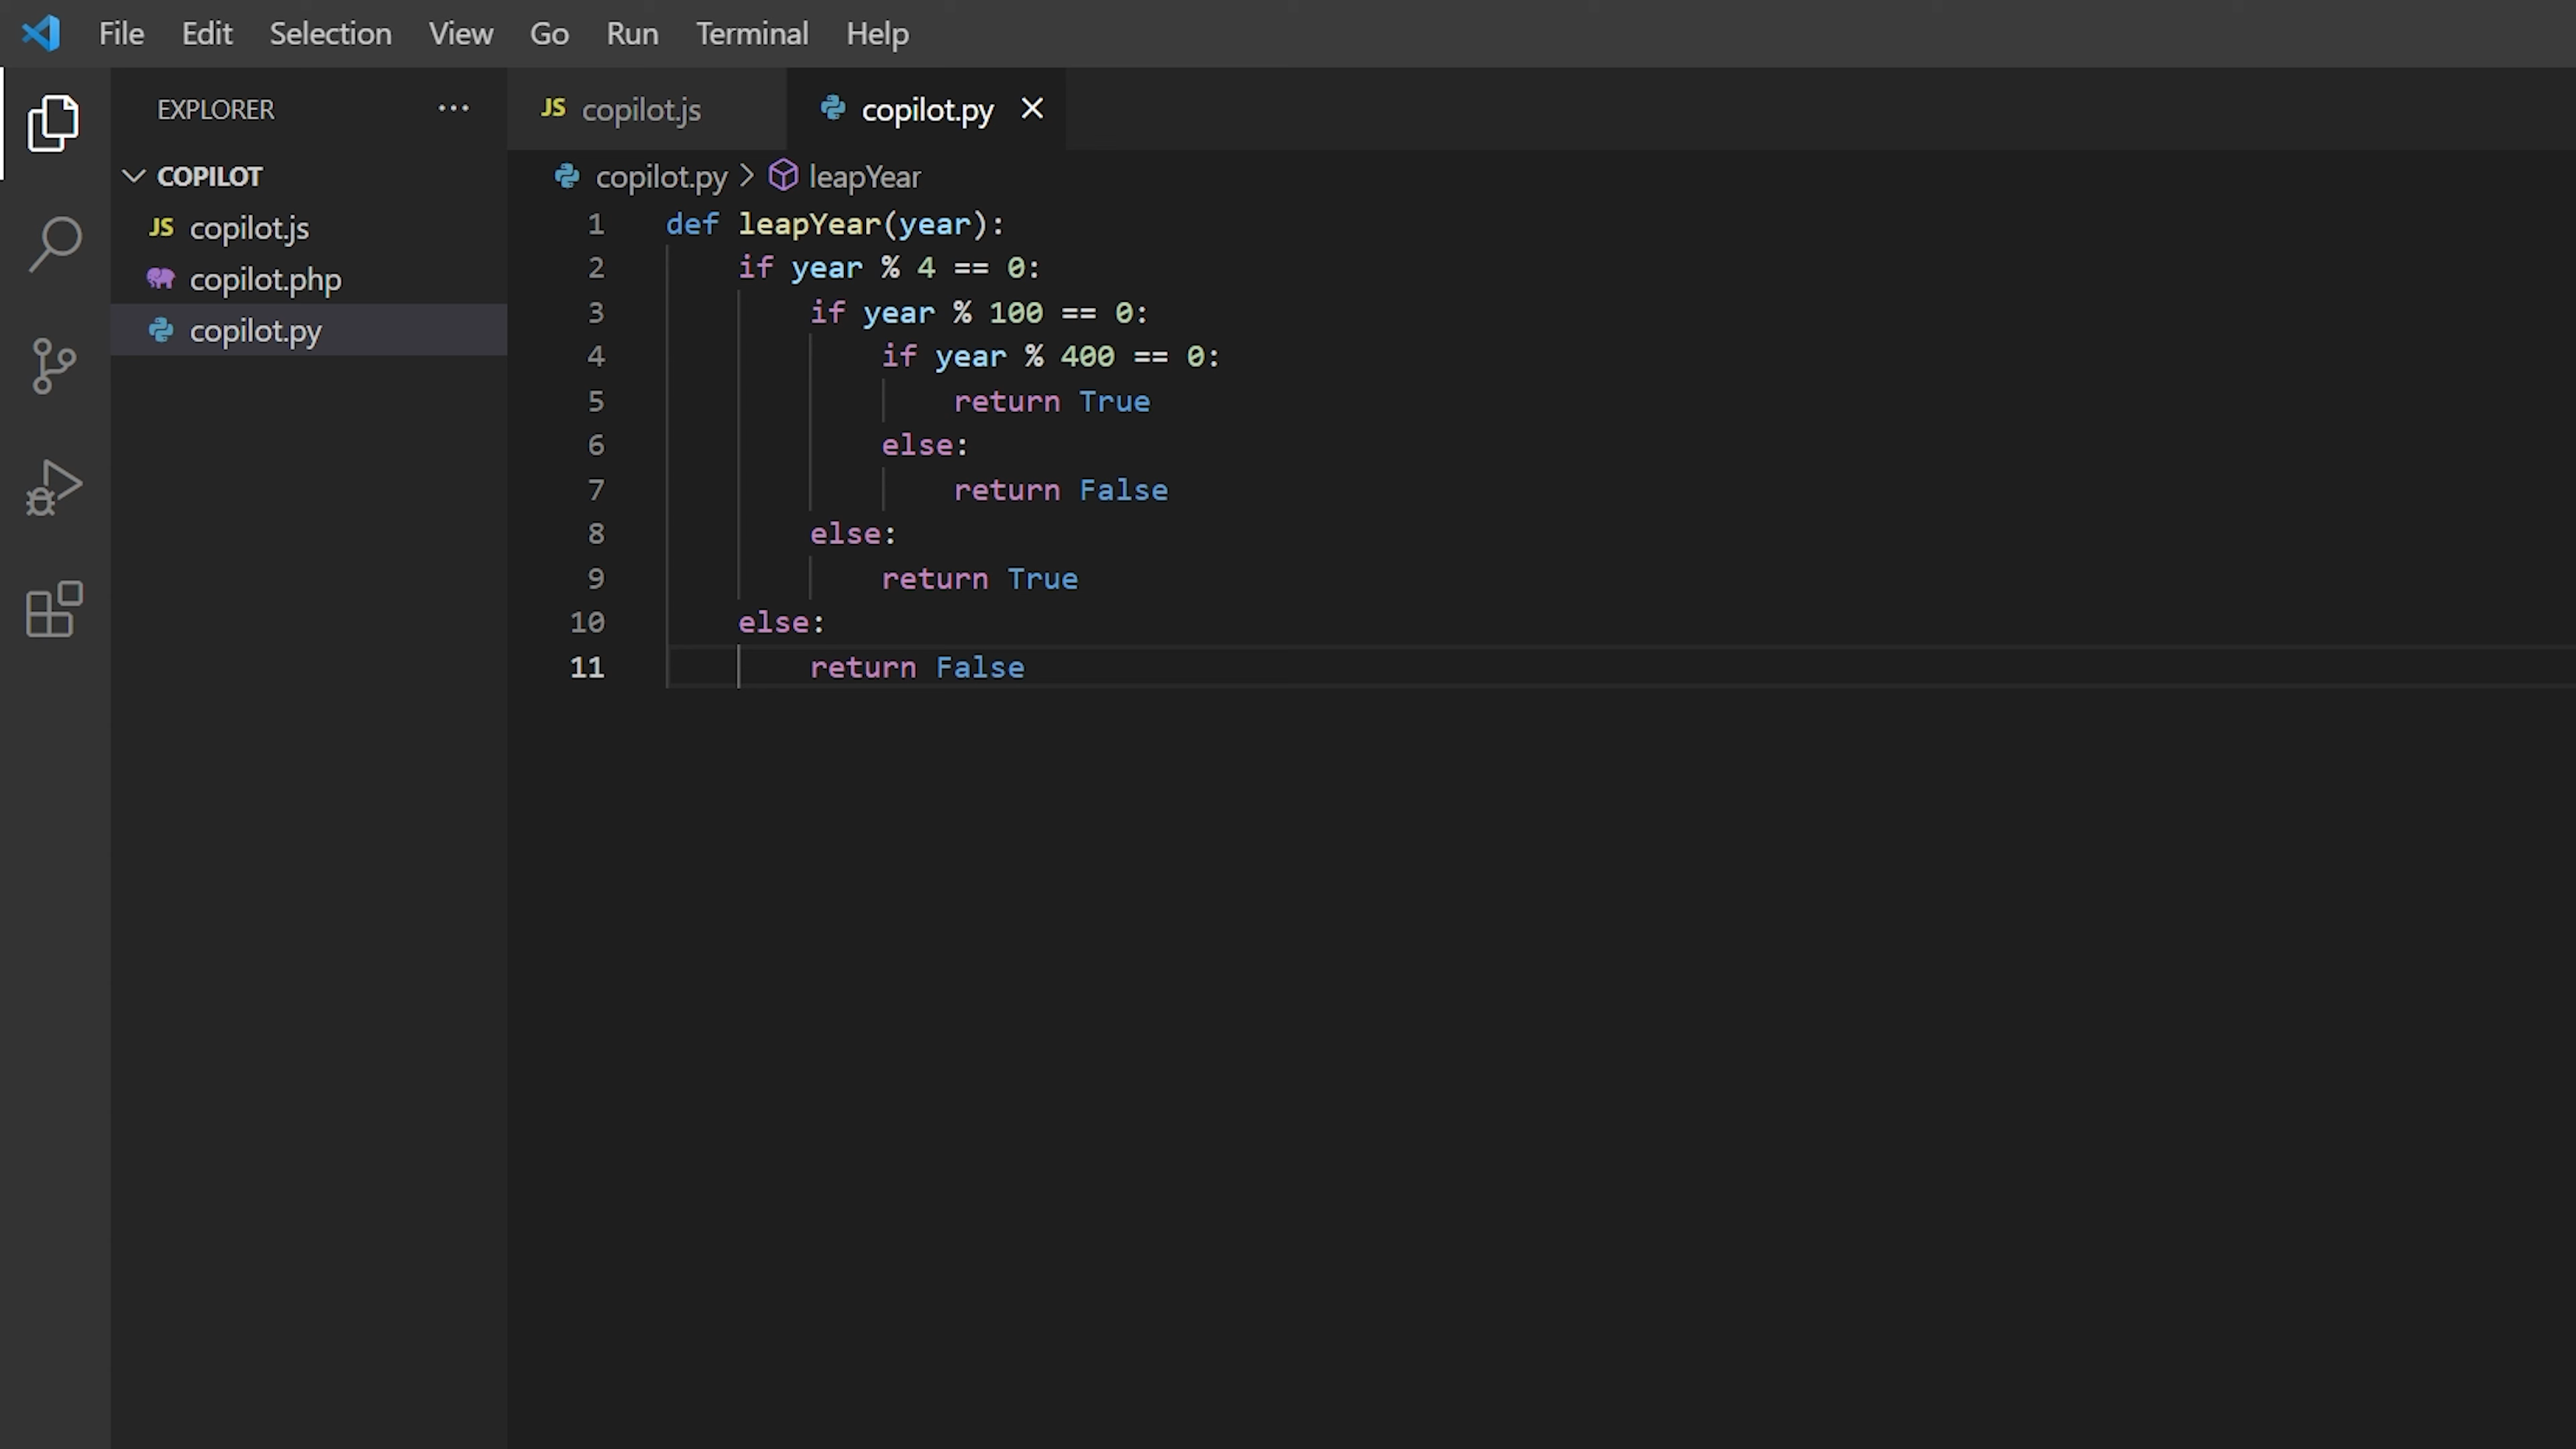 File Edit Selection View Go Run Terminal Help
EXPLORER ...
COPILOT
JS copilot.js
copilot.php
copilot.py
JS copilot.js copilot.py
copilot.py > leapYear
1 def leapYear(year):
2 if year % 4 == 0:
3 if year % 100 == 0:
4 if year % 400 == 0:
5 return True
6 else:
7 return False
8 else:
9 return True
10 else:
11 return False